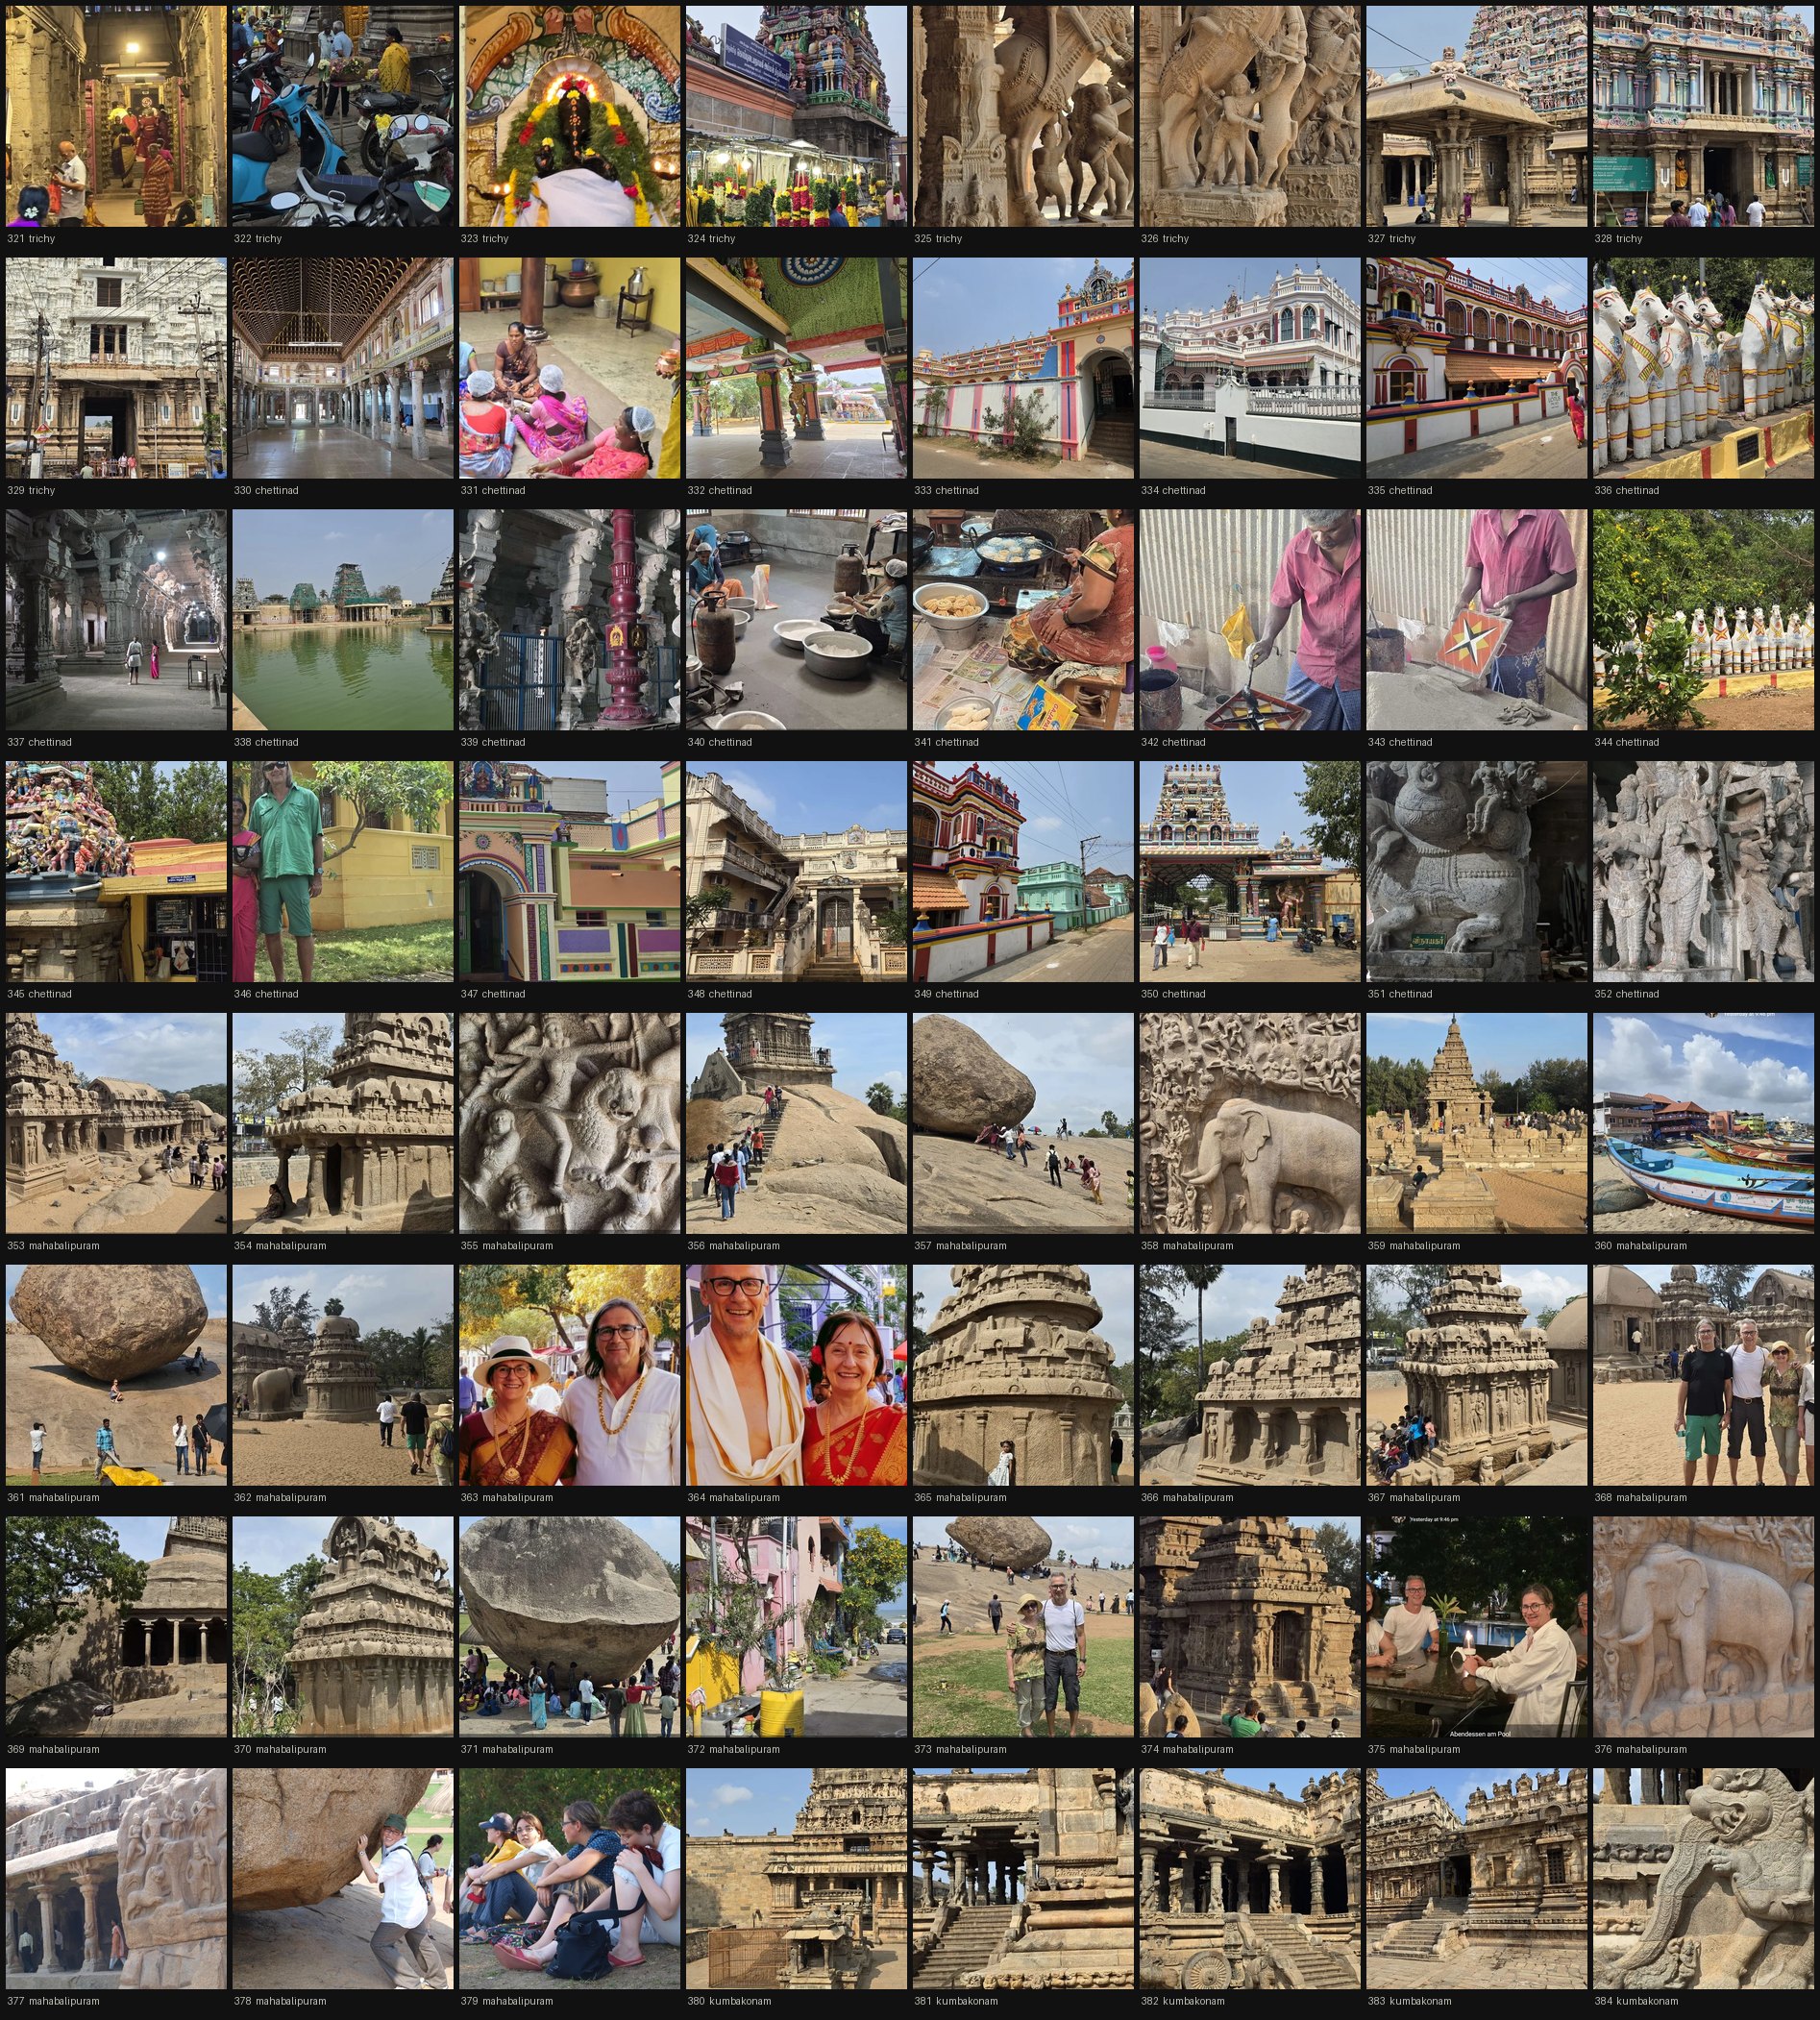 321 trichy
322 trichy
323 trichy
324 trichy
325 trichy
326 trichy
327 trichy
328 trichy
329 trichy
330 chettinad
331 chettinad
332 chettinad
333 chettinad
334 chettinad
335 chettinad
336 chettinad
337 chettinad
338 chettinad
339 chettinad
340 chettinad
341 chettinad
342 chettinad
343 chettinad
344 chettinad
345 chettinad
346 chettinad
347 chettinad
348 chettinad
349 chettinad
350 chettinad
விநாயகர்
351 chettinad
352 chettinad
Yesterday at 9:46 pm
353 mahabalipuram
354 mahabalipuram
355 mahabalipuram
356 mahabalipuram
357 mahabalipuram
358 mahabalipuram
359 mahabalipuram
360 mahabalipuram
361 mahabalipuram
362 mahabalipuram
363 mahabalipuram
364 mahabalipuram
365 mahabalipuram
366 mahabalipuram
367 mahabalipuram
368 mahabalipuram
Yesterday at 9:46 pm
Abendessen am Pool
369 mahabalipuram
370 mahabalipuram
371 mahabalipuram
372 mahabalipuram
373 mahabalipuram
374 mahabalipuram
375 mahabalipuram
376 mahabalipuram
377 mahabalipuram
378 mahabalipuram
379 mahabalipuram
380 kumbakonam
381 kumbakonam
382 kumbakonam
383 kumbakonam
384 kumbakonam